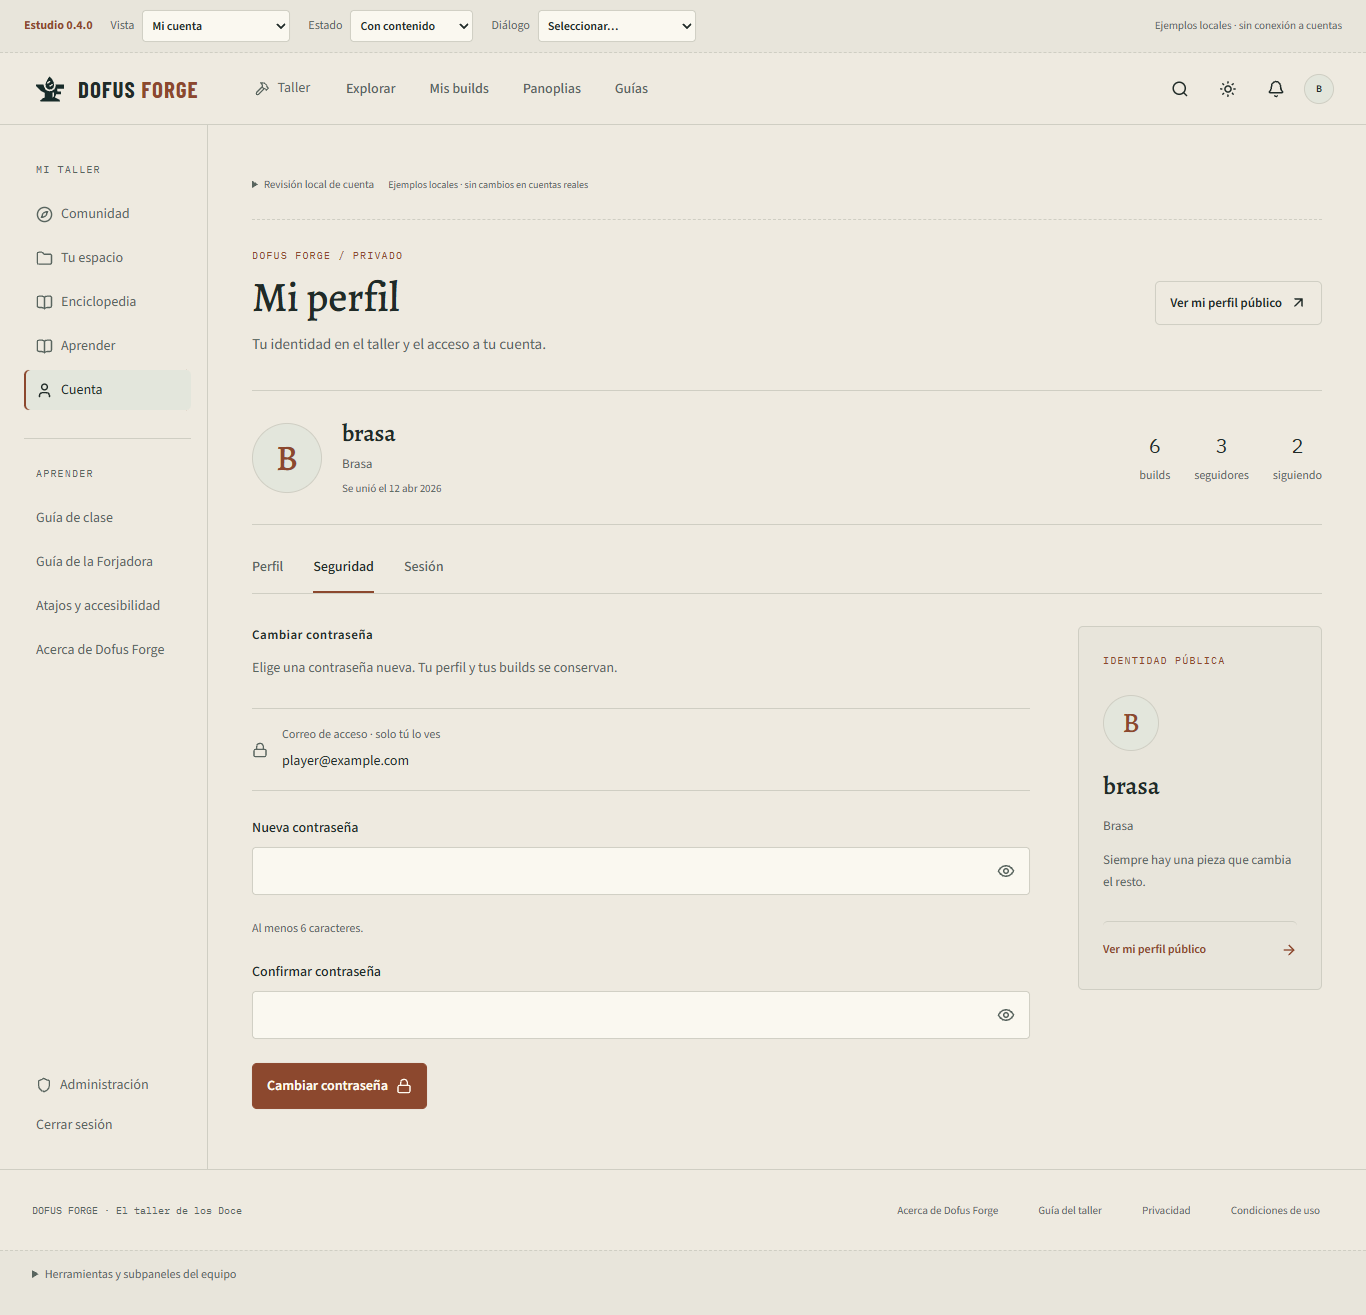 Estudio 0.4.0 Vista Mi cuenta Estado Con contenido Diálogo Seleccionar... Ejemplos locales · sin conexión a cuentas
DOFUS FORGE Taller Explorar Mis builds Panoplias Guías B
MI TALLER
Comunidad
Tu espacio
Enciclopedia
Aprender
Cuenta
APRENDER
Guía de clase
Guía de la Forjadora
Atajos y accesibilidad
Acerca de Dofus Forge
Administración
Cerrar sesión
Revisión local de cuenta Ejemplos locales · sin cambios en cuentas reales
DOFUS FORGE / PRIVADO
Mi perfil
Ver mi perfil público
Tu identidad en el taller y el acceso a tu cuenta.
B
brasa
Brasa
Se unió el 12 abr 2026
6 3 2
builds seguidores siguiendo
Perfil Seguridad Sesión
Cambiar contraseña
Elige una contraseña nueva. Tu perfil y tus builds se conservan.
Correo de acceso · solo tú lo ves
player@example.com
Nueva contraseña
Al menos 6 caracteres.
Confirmar contraseña
Cambiar contraseña
IDENTIDAD PÚBLICA
B
brasa
Brasa
Siempre hay una pieza que cambia
el resto.
Ver mi perfil público
DOFUS FORGE · El taller de los Doce Acerca de Dofus Forge Guía del taller Privacidad Condiciones de uso
Herramientas y subpaneles del equipo